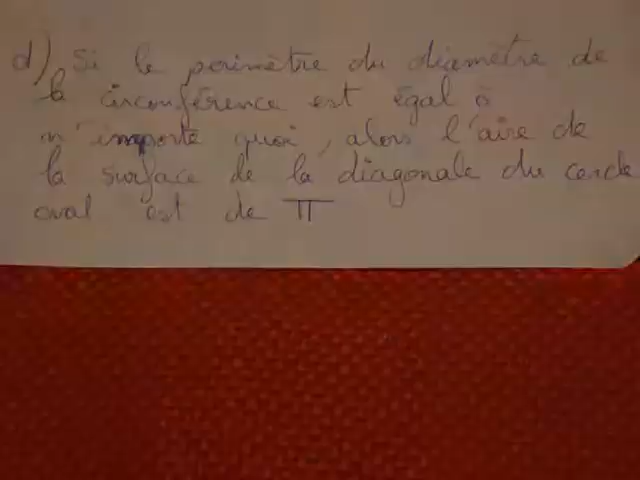 d) Si le perimètre du diamètre de
la circonférence est égal à
n'importe quoi, alors l'aire de
la surface de la diagonale du cercle
oval est de π